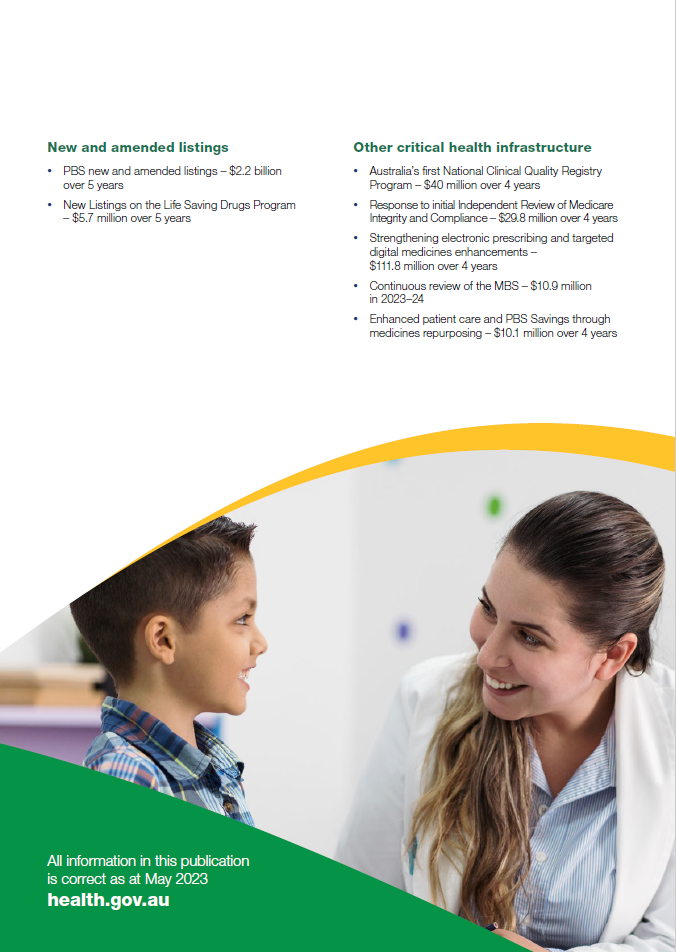 New and amended listings
• PBS new and amended listings – $2.2 billion
over 5 years
• New Listings on the Life Saving Drugs Program
– $5.7 million over 5 years
Other critical health infrastructure
• Australia's first National Clinical Quality Registry
Program – $40 million over 4 years
• Response to initial Independent Review of Medicare
Integrity and Compliance – $29.8 million over 4 years
• Strengthening electronic prescribing and targeted
digital medicines enhancements –
$111.8 million over 4 years
• Continuous review of the MBS – $10.9 million
in 2023–24
• Enhanced patient care and PBS Savings through
medicines repurposing – $10.1 million over 4 years
All information in this publication
is correct as at May 2023
health.gov.au